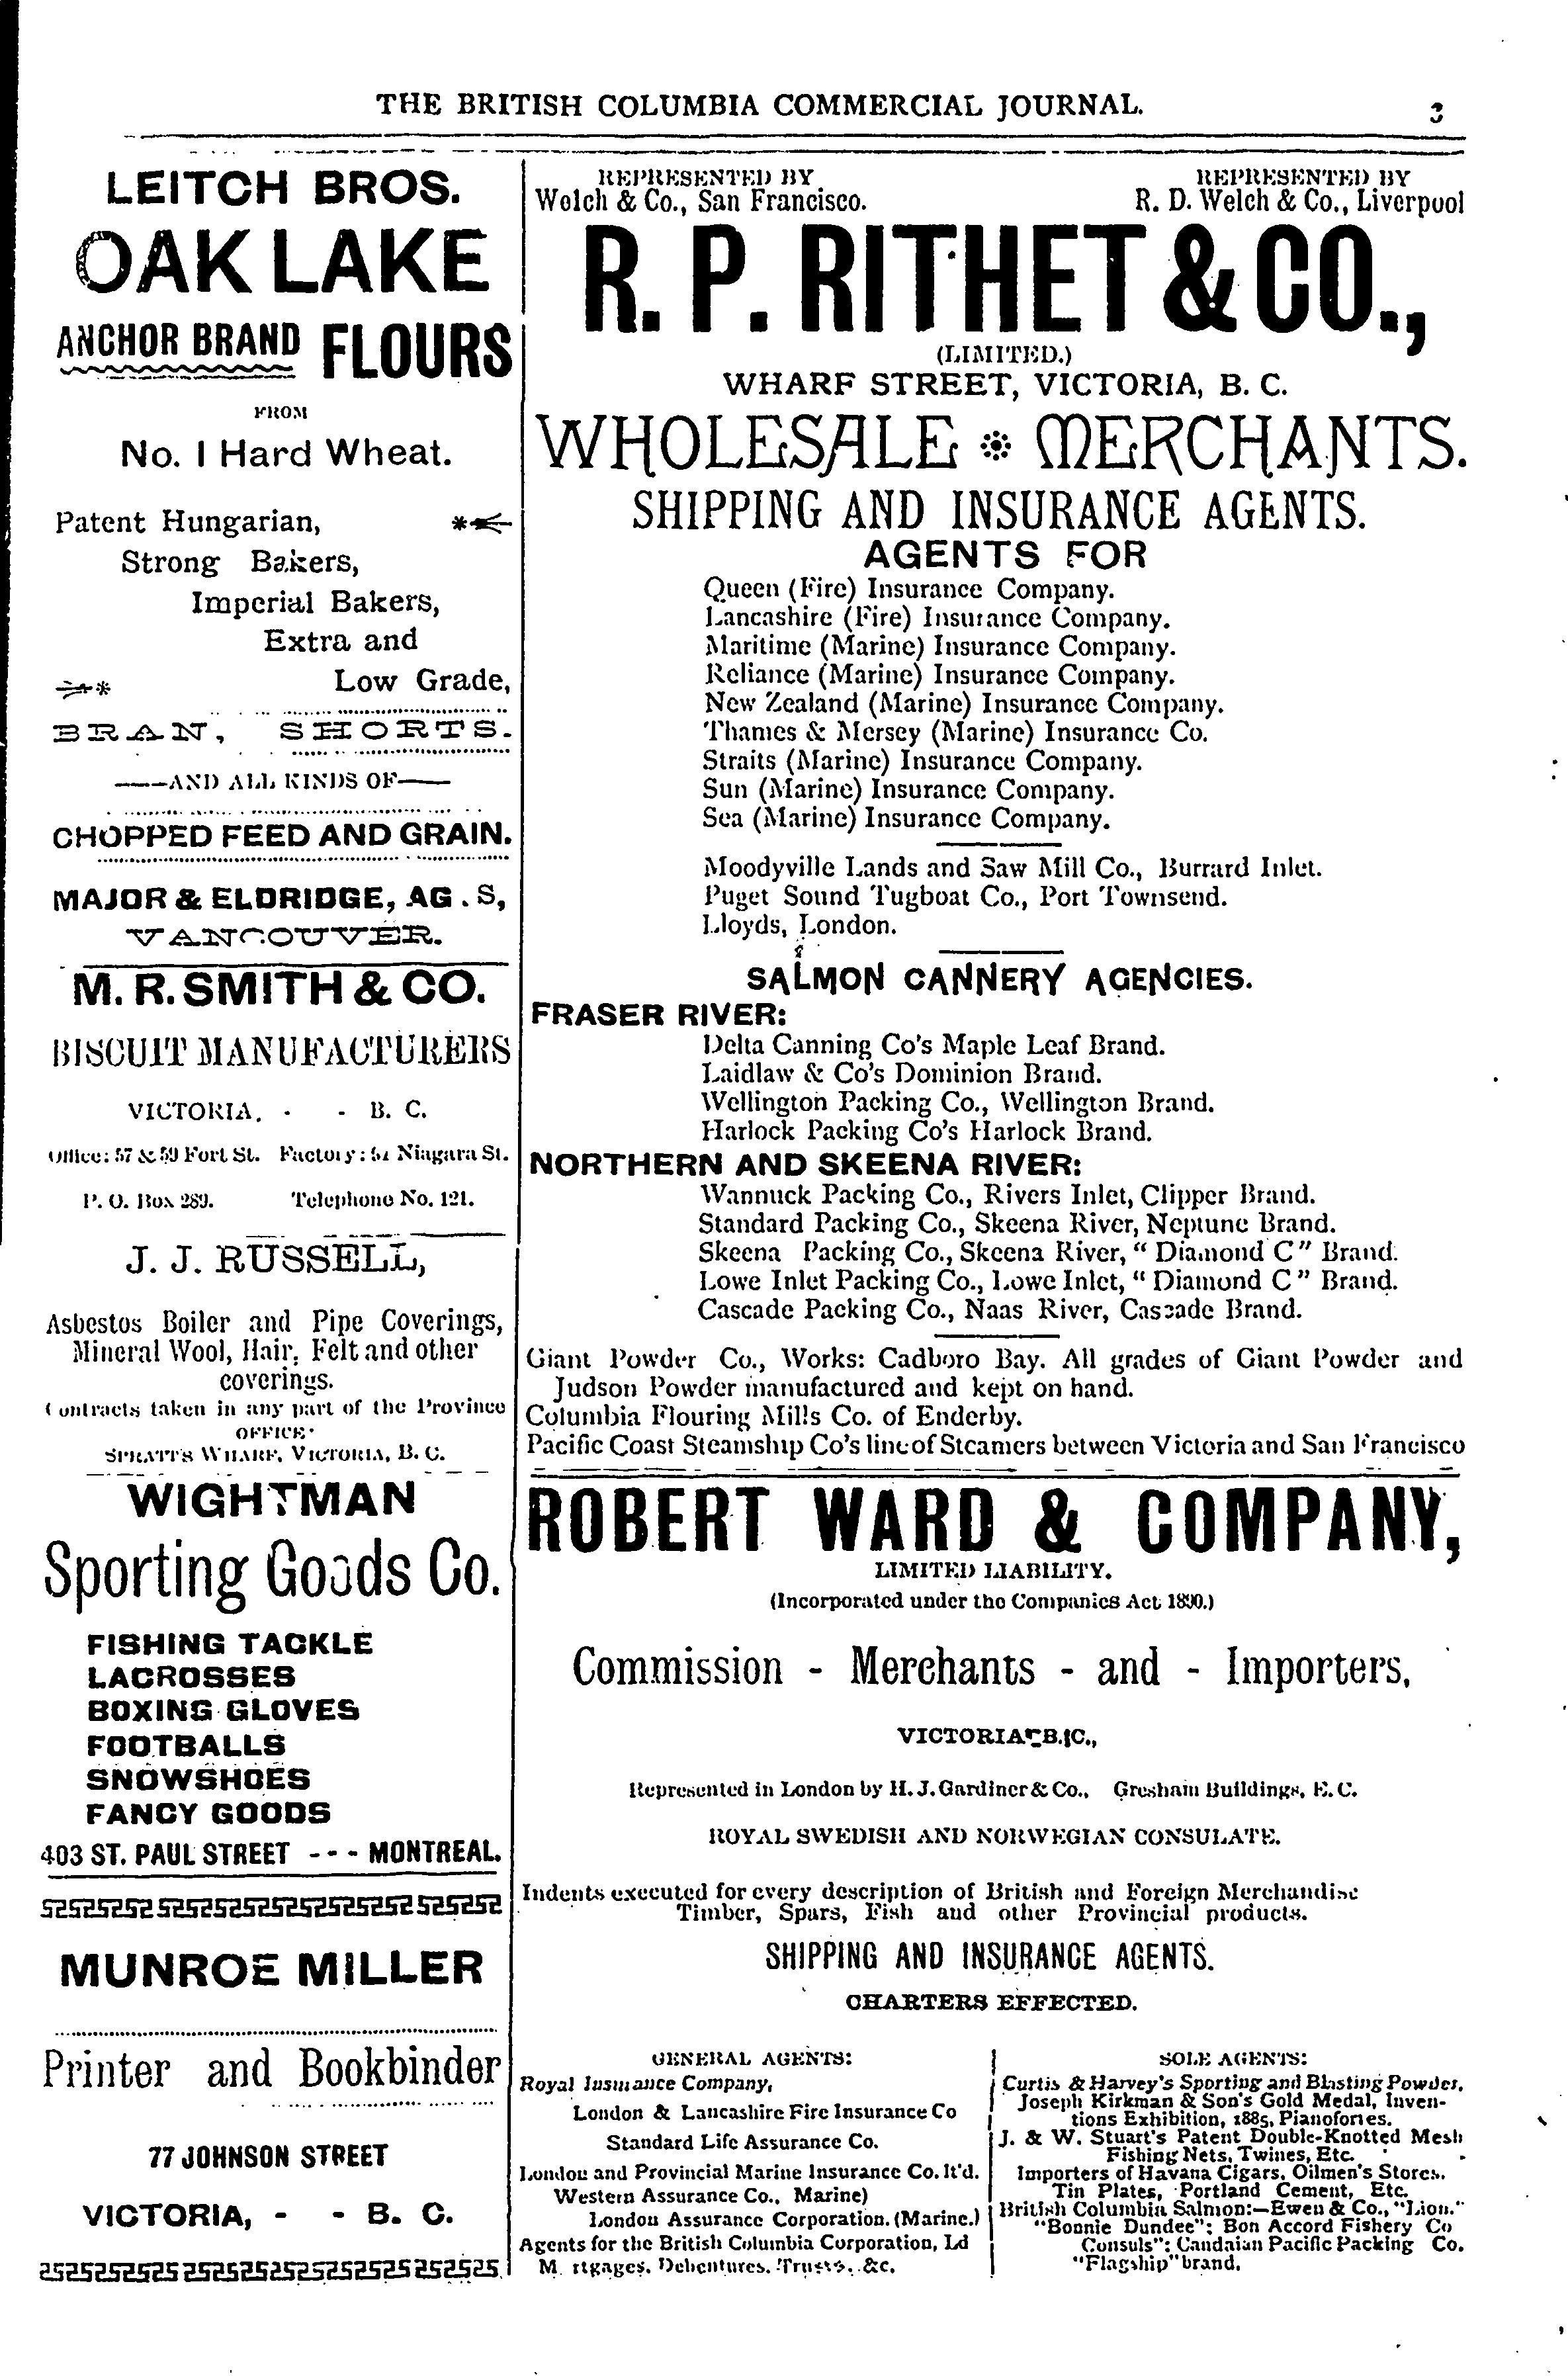 THE BRITISH COLUMBIA COMMERCIAL JOURNAL. 3
LEITCH BROS.
OAK LAKE
ANCHOR BRAND FLOURS
FROM
No. 1 Hard Wheat.
Patent Hungarian,
Strong Bakers,
Imperial Bakers,
Extra and
Low Grade,
BRAN, SHORTS.
—AND ALL KINDS OF—
CHOPPED FEED AND GRAIN.
MAJOR & ELDRIDGE, AG . S,
VANCOUVER.
M. R. SMITH & CO.
BISCUIT MANUFACTURERS
VICTORIA, - - B. C.
Office: 57 & 59 Fort St. Factory: Niagara St.
P. O. Box 289. Telephone No. 121.
J. J. RUSSELL,
Asbestos Boiler and Pipe Coverings,
Mineral Wool, Hair, Felt and other
coverings.
Contracts taken in any part of the Province
OFFICE:
SPRATT'S WHARF, VICTORIA, B. C.
WIGHTMAN
Sporting Goods Co.
FISHING TACKLE
LACROSSES
BOXING GLOVES
FOOTBALLS
SNOWSHOES
FANCY GOODS
403 ST. PAUL STREET - - - MONTREAL.
MUNROE MILLER
Printer and Bookbinder
77 JOHNSON STREET
VICTORIA, - - B. C.
REPRESENTED BY
Welch & Co., San Francisco.
REPRESENTED BY
R. D. Welch & Co., Liverpool
R. P. RITHET & CO.,
(LIMITED.)
WHARF STREET, VICTORIA, B. C.
WHOLESALE MERCHANTS.
SHIPPING AND INSURANCE AGENTS.
AGENTS FOR
Queen (Fire) Insurance Company.
Lancashire (Fire) Insurance Company.
Maritime (Marine) Insurance Company.
Reliance (Marine) Insurance Company.
New Zealand (Marine) Insurance Company.
Thames & Mersey (Marine) Insurance Co.
Straits (Marine) Insurance Company.
Sun (Marine) Insurance Company.
Sea (Marine) Insurance Company.
Moodyville Lands and Saw Mill Co., Burrard Inlet.
Puget Sound Tugboat Co., Port Townsend.
Lloyds, London.
SALMON CANNERY AGENCIES.
FRASER RIVER:
Delta Canning Co's Maple Leaf Brand.
Laidlaw & Co's Dominion Brand.
Wellington Packing Co., Wellington Brand.
Harlock Packing Co's Harlock Brand.
NORTHERN AND SKEENA RIVER:
Wannuck Packing Co., Rivers Inlet, Clipper Brand.
Standard Packing Co., Skeena River, Neptune Brand.
Skeena Packing Co., Skeena River, " Diamond C" Brand.
Lowe Inlet Packing Co., Lowe Inlet, " Diamond C" Brand.
Cascade Packing Co., Naas River, Cascade Brand.
Giant Powder Co., Works: Cadboro Bay. All grades of Giant Powder and
Judson Powder manufactured and kept on hand.
Columbia Flouring Mills Co. of Enderby.
Pacific Coast Steamship Co's line of Steamers between Victoria and San Francisco
ROBERT WARD & COMPANY,
LIMITED LIABILITY.
(Incorporated under the Companies Act 1890.)
Commission - Merchants - and - Importers,
VICTORIA, B. C.,
Represented in London by H. J. Gardiner & Co., Gresham Buildings, E. C.
ROYAL SWEDISH AND NORWEGIAN CONSULATE.
Indents executed for every description of British and Foreign Merchandise
Timber, Spars, Fish and other Provincial products.
SHIPPING AND INSURANCE AGENTS.
CHARTERS EFFECTED.
GENERAL AGENTS:
Royal Insurance Company,
London & Lancashire Fire Insurance Co
Standard Life Assurance Co.
London and Provincial Marine Insurance Co. lt'd.
Western Assurance Co., Marine)
London Assurance Corporation. (Marine.)
Agents for the British Columbia Corporation, Ld
M rtgages, Debentures, Trusts, &c.
SOLE AGENTS:
Curtis & Harvey's Sporting and Blasting Powder.
Joseph Kirkman & Son's Gold Medal, Inven-
tions Exhibition, 1885, Pianofortes.
J. & W. Stuart's Patent Double-Knotted Mesh
Fishing Nets, Twines, Etc.
Importers of Havana Cigars, Oilmen's Stores.
Tin Plates, Portland Cement, Etc.
British Columbia Salmon:—Ewen & Co., "Lion."
"Bonnie Dundee": Bon Accord Fishery Co
Consuls": Candaian Pacific Packing Co.
"Flagship" brand.